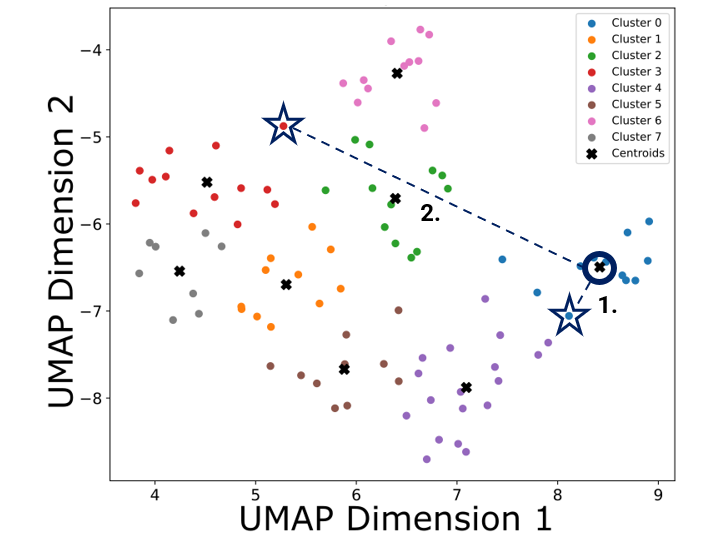 Cluster 0
Cluster 1
Cluster 2
Cluster 3
Cluster 4
Cluster 5
Cluster 6
Cluster 7
Centroids
−4
−5
−6
−7
−8
UMAP Dimension 2
2.
1.
4 5 6 7 8 9
UMAP Dimension 1